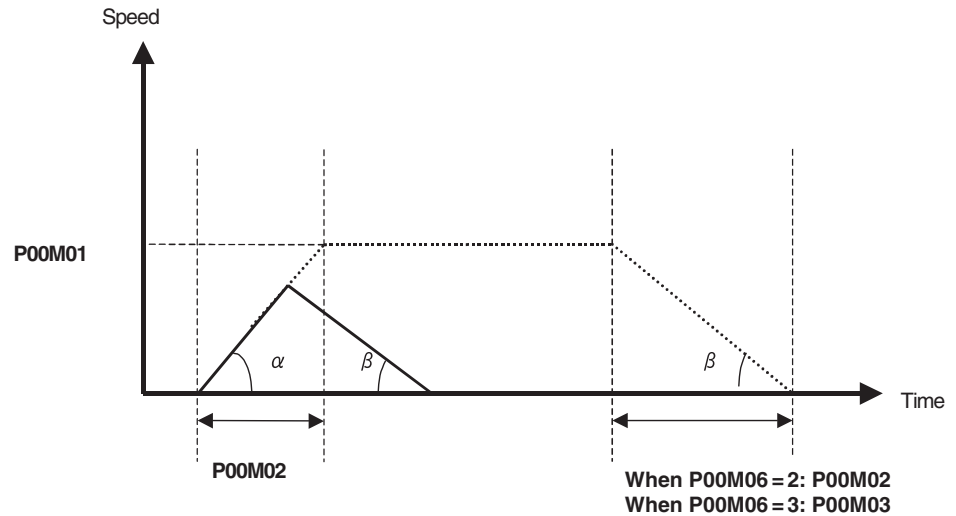 Speed
P00M01
α
β
β
Time
P00M02
When P00M06 = 2: P00M02
When P00M06 = 3: P00M03